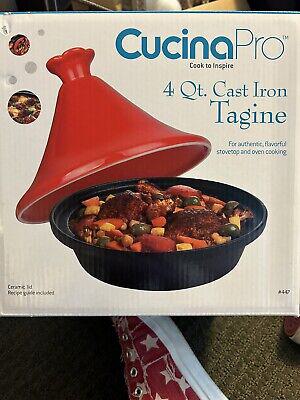 CucinaPro™
Cook to Inspire
4 Qt. Cast Iron
Tagine
For authentic, flavorful
stovetop and oven cooking
Ceramic lid
Recipe guide included
#447